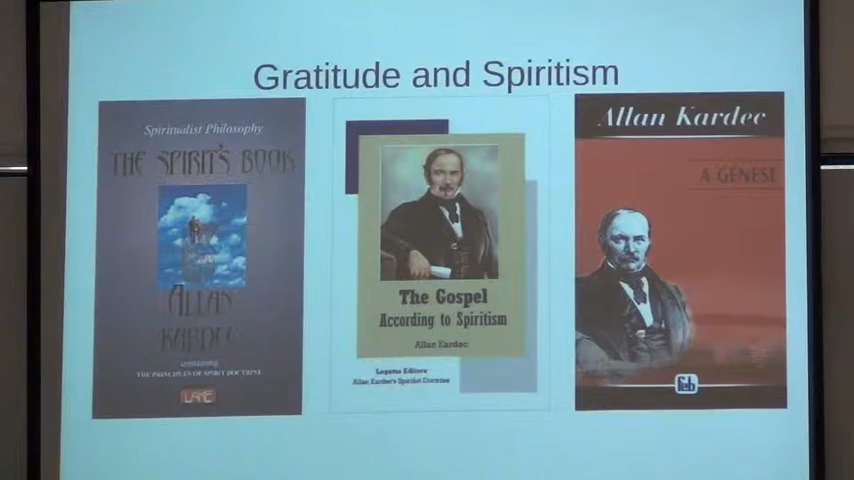 Gratitude and Spiritism
Spiritualist Philosophy
THE SPIRIT'S BOOK
ALLAN
KARDEC
containing
THE PRINCIPLES OF SPIRIT DOCTRINE
LAKE
The Gospel
According to Spiritism
Allan Kardec
Allan Kardec's Spiritist Doctrine
Allan Kardec
A GÊNESE
feb